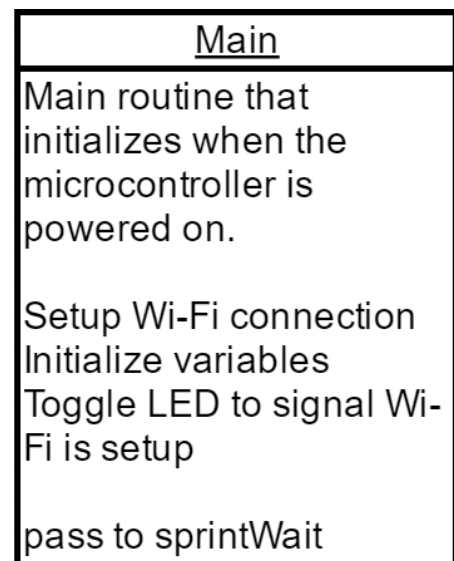 Main
Main routine that
initializes when the
microcontroller is
powered on.
Setup Wi-Fi connection
Initialize variables
Toggle LED to signal Wi-
Fi is setup
pass to sprintWait